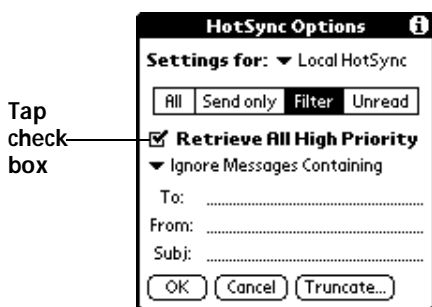 HotSync Options
Settings for: Local HotSync
All Send only Filter Unread
Tap
check
box
Retrieve All High Priority
Ignore Messages Containing
To:
From:
Subj:
OK Cancel Truncate...